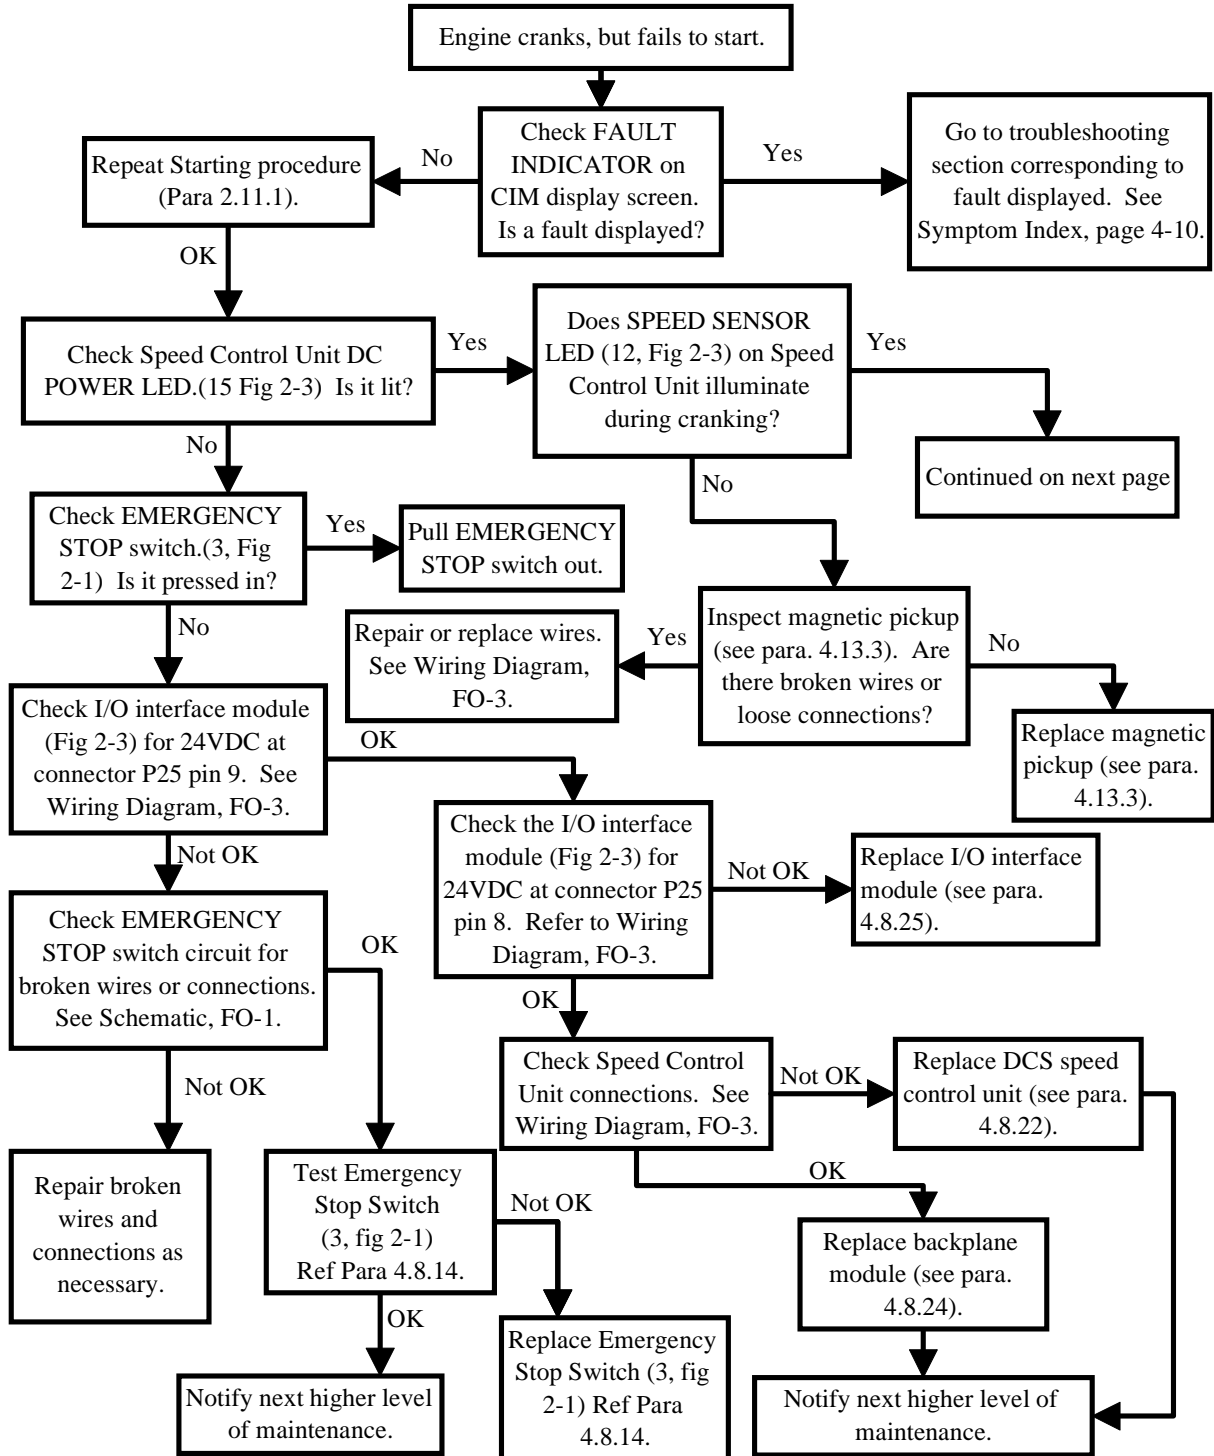 Engine cranks, but fails to start.
Check FAULT
INDICATOR on
CIM display screen.
Is a fault displayed?
No
Yes
Repeat Starting procedure
(Para 2.11.1).
Go to troubleshooting
section corresponding to
fault displayed.  See
Symptom Index, page 4-10.
OK
Check Speed Control Unit DC
POWER LED.(15 Fig 2-3)  Is it lit?
Yes
Does SPEED SENSOR
LED (12, Fig 2-3) on Speed
Control Unit illuminate
during cranking?
Yes
No
Continued on next page
No
Check EMERGENCY
STOP switch.(3, Fig
2-1)  Is it pressed in?
Yes
Pull EMERGENCY
STOP switch out.
No
Inspect magnetic pickup
(see para. 4.13.3).  Are
there broken wires or
loose connections?
Yes
No
Repair or replace wires.
See Wiring Diagram,
FO-3.
Replace magnetic
pickup (see para.
4.13.3).
Check I/O interface module
(Fig 2-3) for 24VDC at
connector P25 pin 9.  See
Wiring Diagram, FO-3.
OK
Not OK
Check the I/O interface
module (Fig 2-3) for
24VDC at connector P25
pin 8.  Refer to Wiring
Diagram, FO-3.
Not OK
Replace I/O interface
module (see para.
4.8.25).
Check EMERGENCY
STOP switch circuit for
broken wires or connections.
See Schematic, FO-1.
OK
OK
Not OK
Check Speed Control
Unit connections.  See
Wiring Diagram, FO-3.
Not OK
Replace DCS speed
control unit (see para.
4.8.22).
OK
Repair broken
wires and
connections as
necessary.
Test Emergency
Stop Switch
(3, fig 2-1)
Ref Para 4.8.14.
Not OK
OK
Replace backplane
module (see para.
4.8.24).
Notify next higher level
of maintenance.
Replace Emergency
Stop Switch (3, fig
2-1) Ref Para
4.8.14.
Notify next higher level of
maintenance.